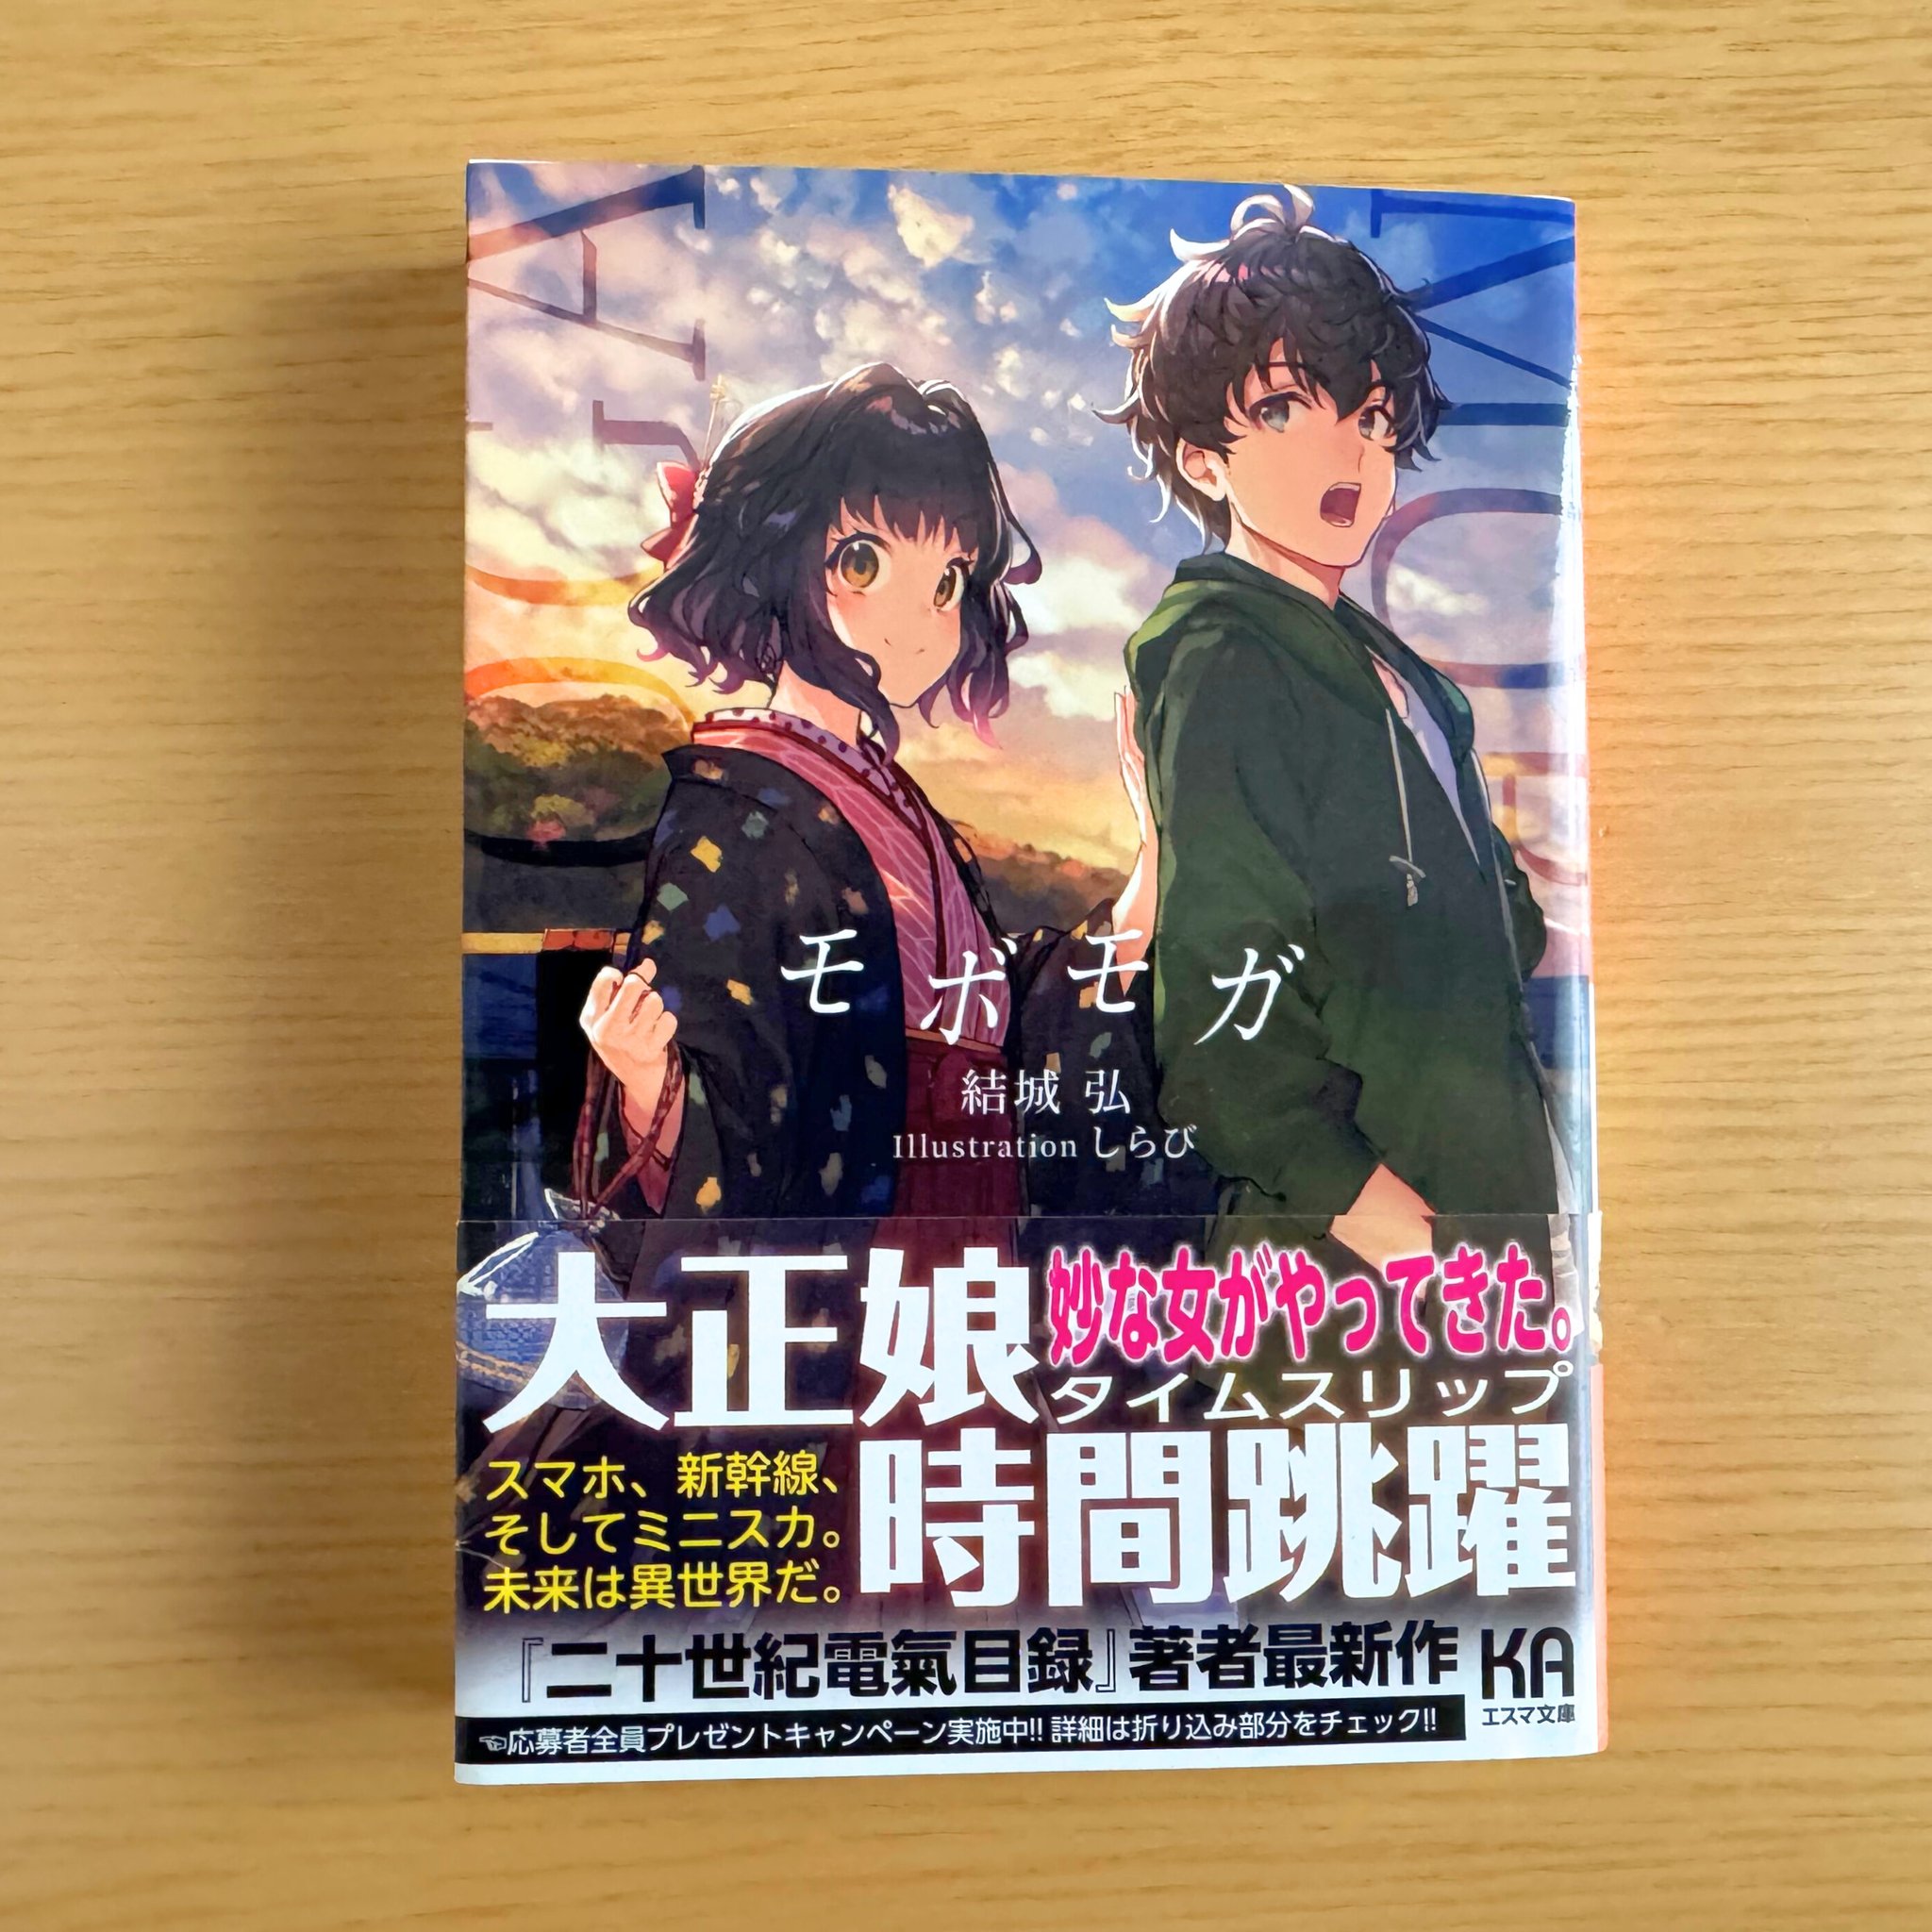 MOBO
MOGA
モボモガ
結城 弘
Illustration しらび
大正娘
妙な女がやってきた。
タイムスリップ
時間跳躍
スマホ、新幹線、
そしてミニスカ。
未来は異世界だ。
『二十世紀電氣目録』著者最新作
KA
エスマ文庫
☜応募者全員プレゼントキャンペーン実施中!! 詳細は折り込み部分をチェック!!